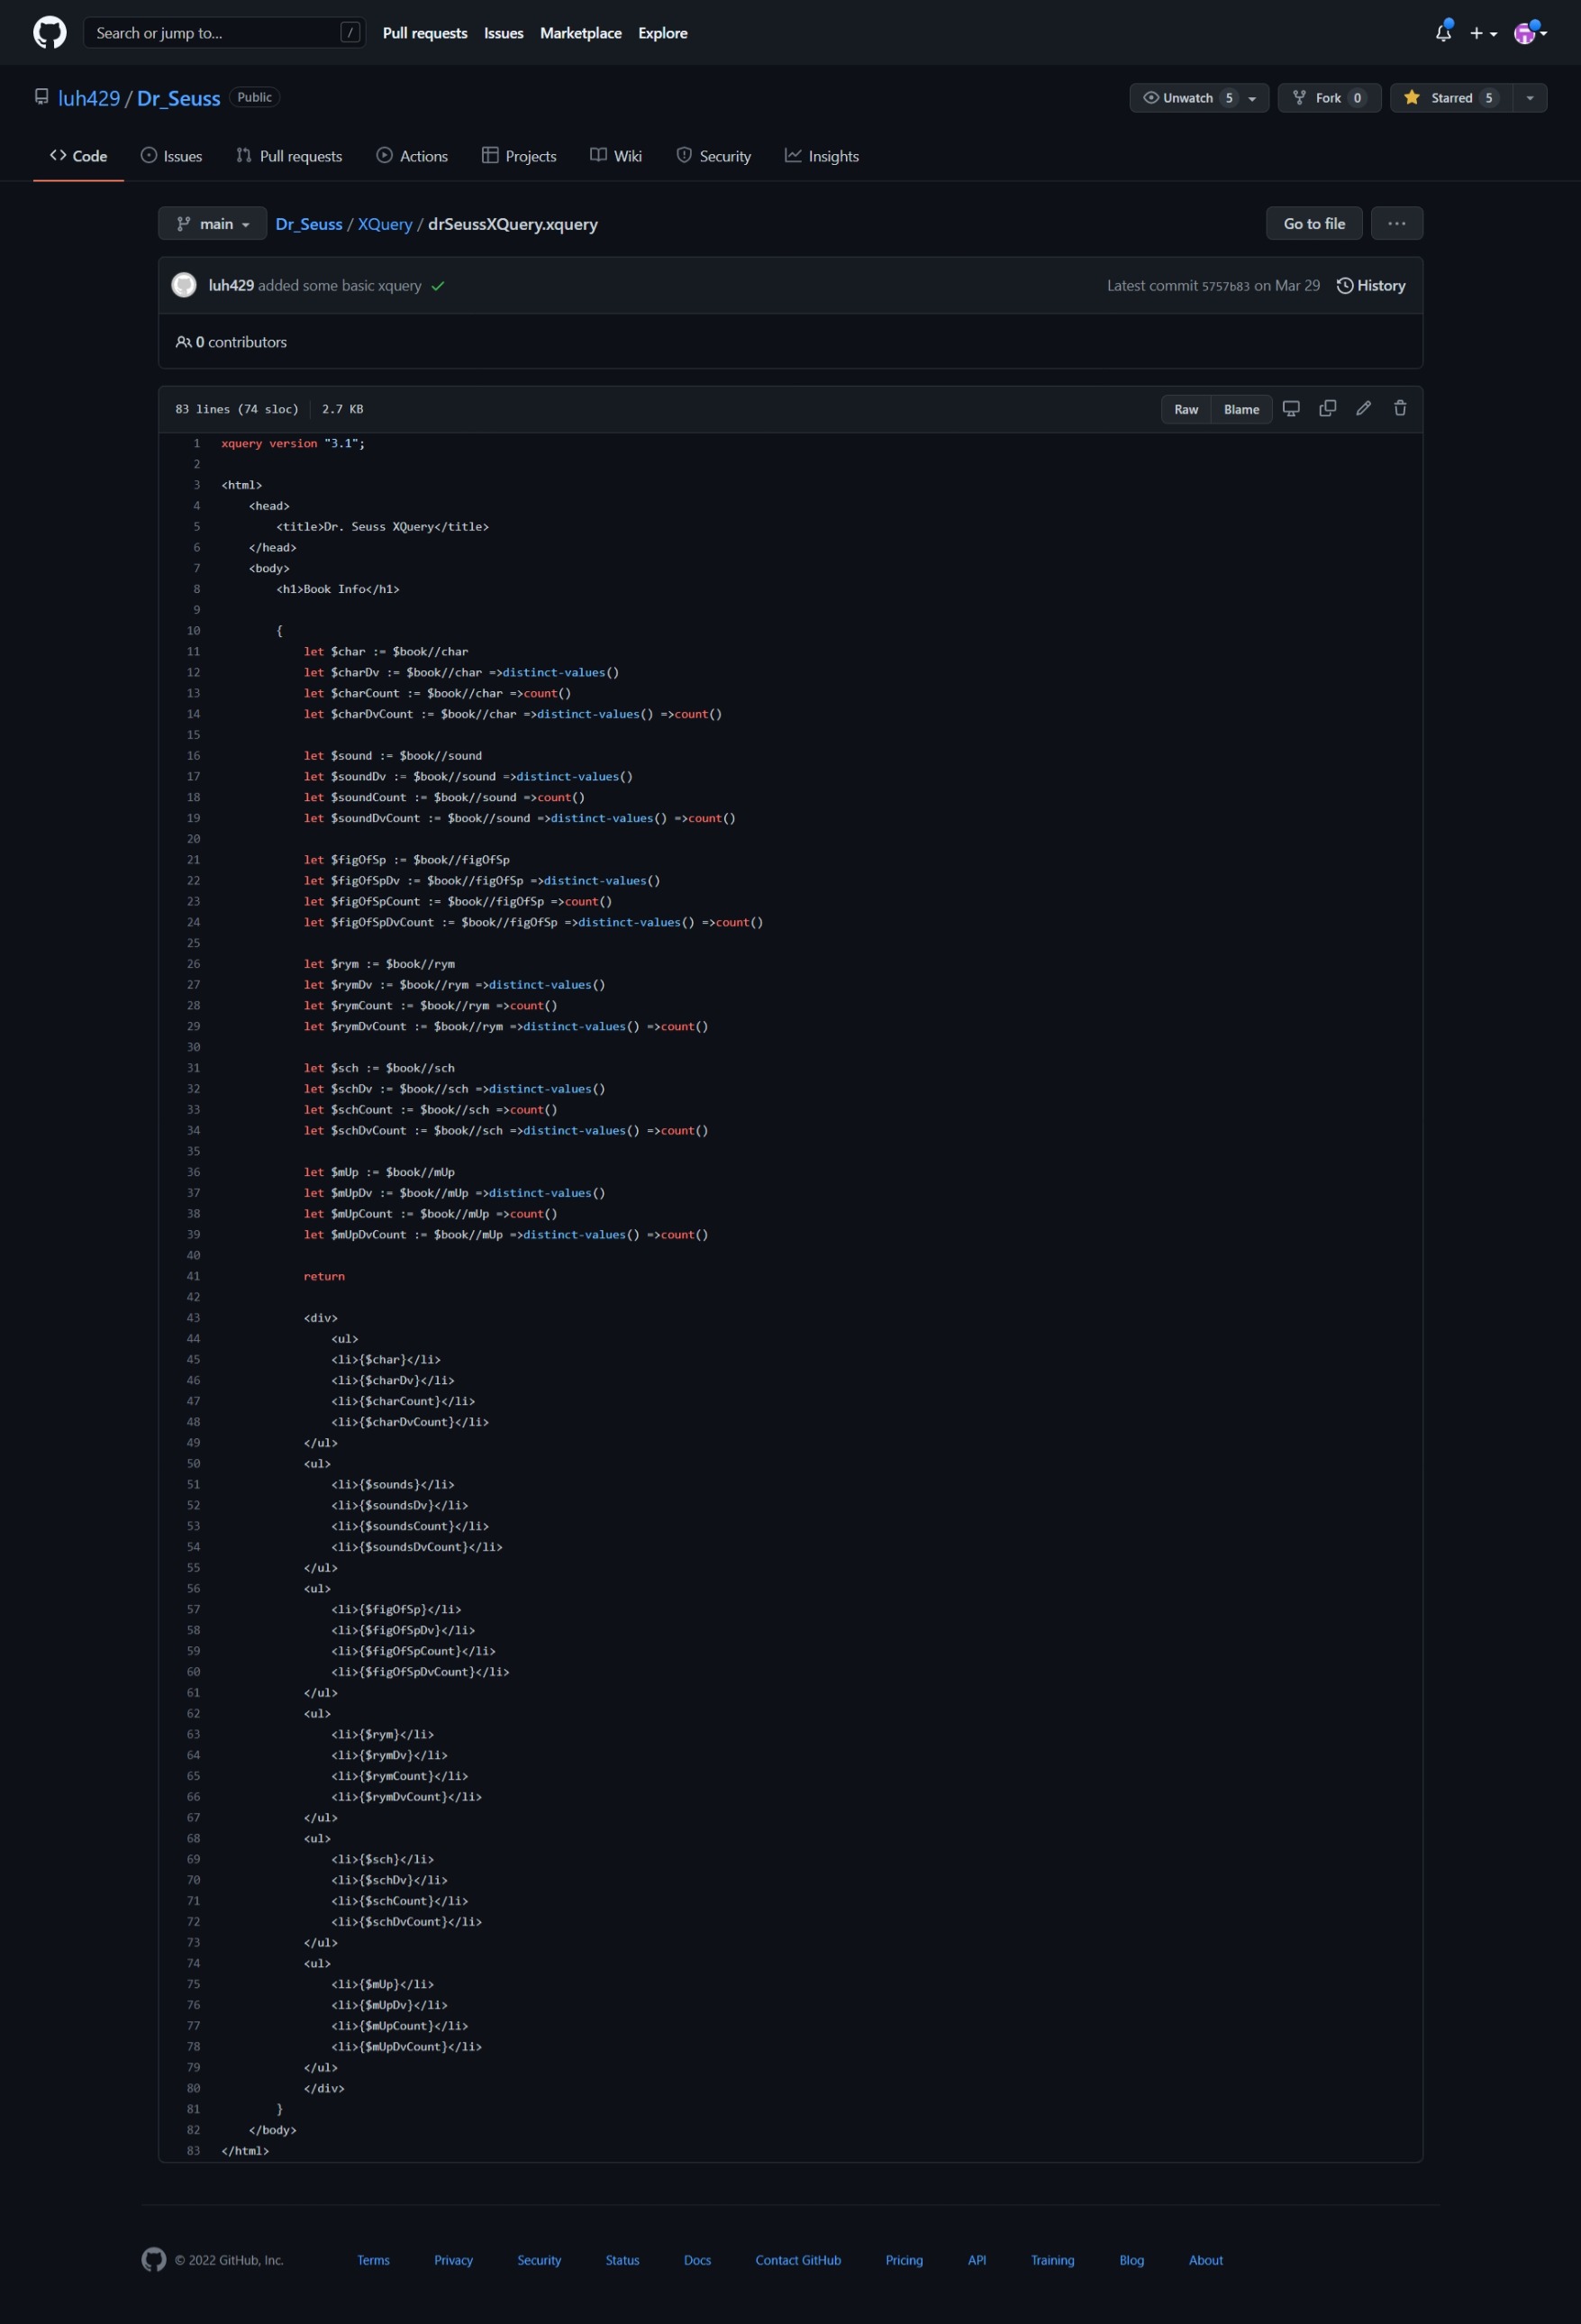 Search or jump to... /
Pull requests Issues Marketplace Explore
luh429 / Dr_Seuss Public
Unwatch 5 Fork 0 Starred 5
Code Issues Pull requests Actions Projects Wiki Security Insights
main Dr_Seuss / XQuery / drSeussXQuery.xquery Go to file ...
luh429 added some basic xquery Latest commit 5757b83 on Mar 29 History
0 contributors
83 lines (74 sloc) 2.7 KB Raw Blame
1 xquery version "3.1";
2
3 <html>
4 <head>
5 <title>Dr. Seuss XQuery</title>
6 </head>
7 <body>
8 <h1>Book Info</h1>
9
10 {
11 let $char := $book//char
12 let $charDv := $book//char =>distinct-values()
13 let $charCount := $book//char =>count()
14 let $charDvCount := $book//char =>distinct-values() =>count()
15
16 let $sound := $book//sound
17 let $soundDv := $book//sound =>distinct-values()
18 let $soundCount := $book//sound =>count()
19 let $soundDvCount := $book//sound =>distinct-values() =>count()
20
21 let $figOfSp := $book//figOfSp
22 let $figOfSpDv := $book//figOfSp =>distinct-values()
23 let $figOfSpCount := $book//figOfSp =>count()
24 let $figOfSpDvCount := $book//figOfSp =>distinct-values() =>count()
25
26 let $rym := $book//rym
27 let $rymDv := $book//rym =>distinct-values()
28 let $rymCount := $book//rym =>count()
29 let $rymDvCount := $book//rym =>distinct-values() =>count()
30
31 let $sch := $book//sch
32 let $schDv := $book//sch =>distinct-values()
33 let $schCount := $book//sch =>count()
34 let $schDvCount := $book//sch =>distinct-values() =>count()
35
36 let $mUp := $book//mUp
37 let $mUpDv := $book//mUp =>distinct-values()
38 let $mUpCount := $book//mUp =>count()
39 let $mUpDvCount := $book//mUp =>distinct-values() =>count()
40
41 return
42
43 <div>
44 <ul>
45 <li>{$char}</li>
46 <li>{$charDv}</li>
47 <li>{$charCount}</li>
48 <li>{$charDvCount}</li>
49 </ul>
50 <ul>
51 <li>{$sounds}</li>
52 <li>{$soundsDv}</li>
53 <li>{$soundsCount}</li>
54 <li>{$soundsDvCount}</li>
55 </ul>
56 <ul>
57 <li>{$figOfSp}</li>
58 <li>{$figOfSpDv}</li>
59 <li>{$figOfSpCount}</li>
60 <li>{$figOfSpDvCount}</li>
61 </ul>
62 <ul>
63 <li>{$rym}</li>
64 <li>{$rymDv}</li>
65 <li>{$rymCount}</li>
66 <li>{$rymDvCount}</li>
67 </ul>
68 <ul>
69 <li>{$sch}</li>
70 <li>{$schDv}</li>
71 <li>{$schCount}</li>
72 <li>{$schDvCount}</li>
73 </ul>
74 <ul>
75 <li>{$mUp}</li>
76 <li>{$mUpDv}</li>
77 <li>{$mUpCount}</li>
78 <li>{$mUpDvCount}</li>
79 </ul>
80 </div>
81 }
82 </body>
83 </html>
© 2022 GitHub, Inc. Terms Privacy Security Status Docs Contact GitHub Pricing API Training Blog About